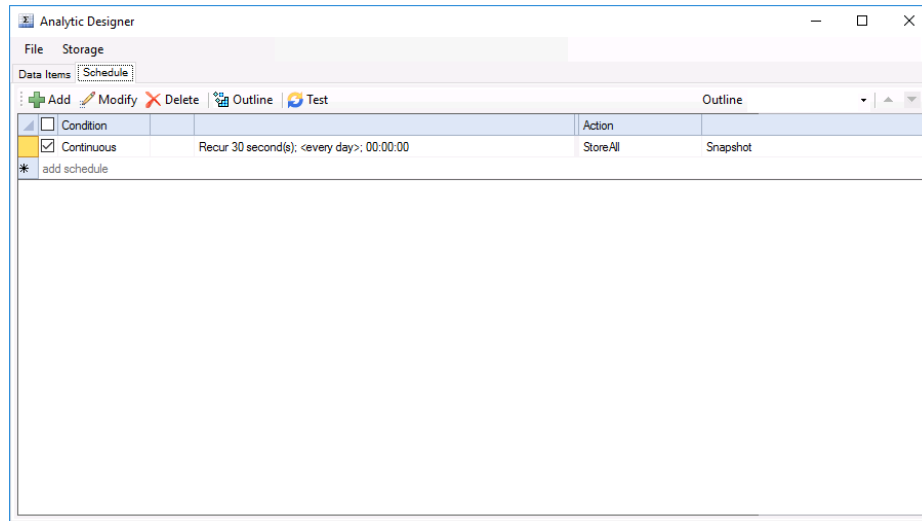 Analytic Designer
File Storage
Data Items Schedule
Add Modify Delete Outline Test Outline
Condition Action
Continuous Recur 30 second(s); <every day>; 00:00:00 StoreAll Snapshot
add schedule